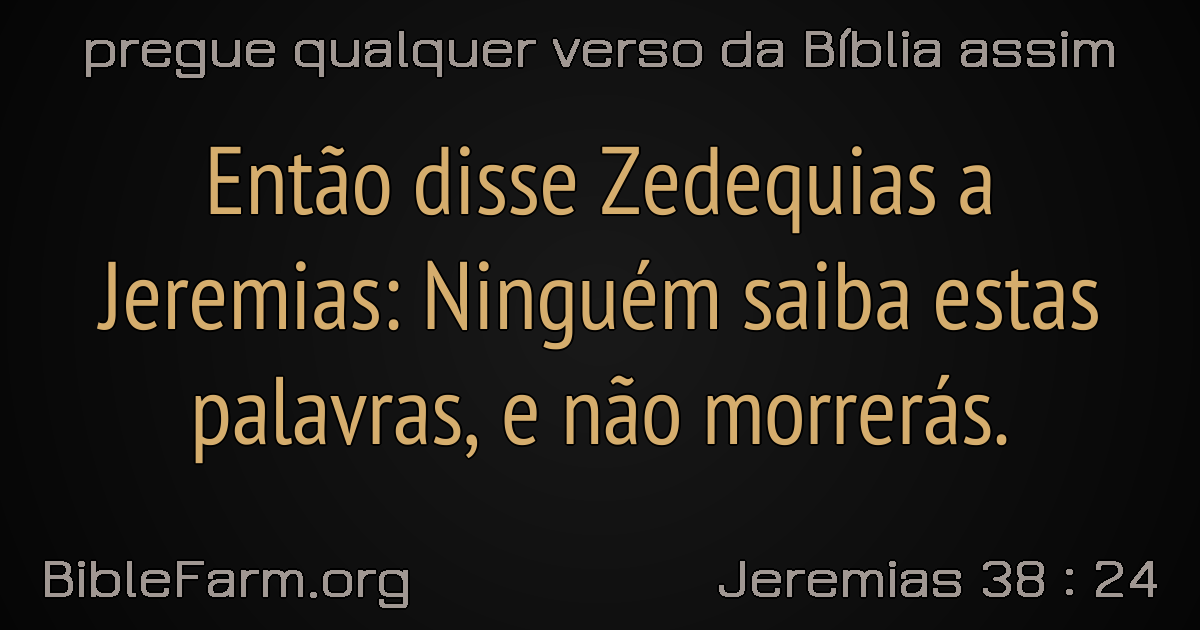 pregue qualquer verso da Bíblia assim
Então disse Zedequias a
Jeremias: Ninguém saiba estas
palavras, e não morrerás.
BibleFarm.org
Jeremias 38 : 24